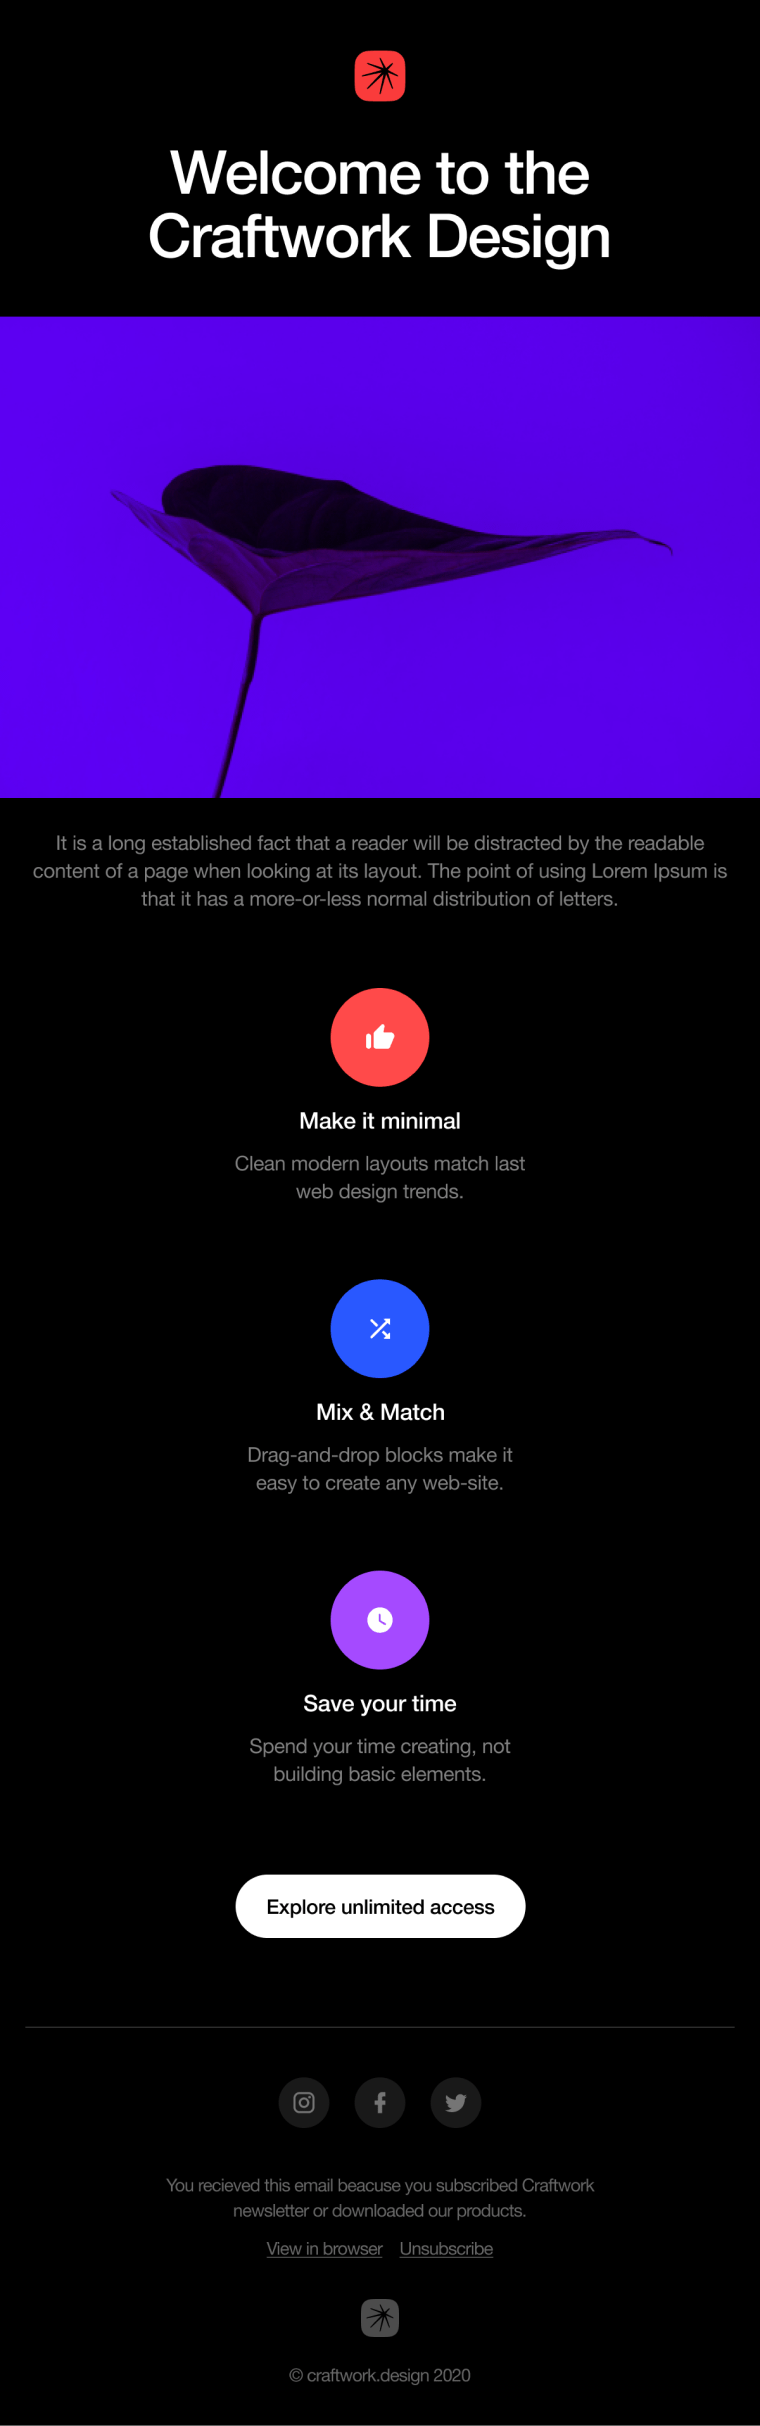 Welcome to the
Craftwork Design
It is a long established fact that a reader will be distracted by the readable
content of a page when looking at its layout. The point of using Lorem Ipsum is
that it has a more-or-less normal distribution of letters.
Make it minimal
Clean modern layouts match last
web design trends.
Mix & Match
Drag-and-drop blocks make it
easy to create any web-site.
Save your time
Spend your time creating, not
building basic elements.
Explore unlimited access
You recieved this email beacuse you subscribed Craftwork
newsletter or downloaded our products.
View in browser Unsubscribe
© craftwork.design 2020